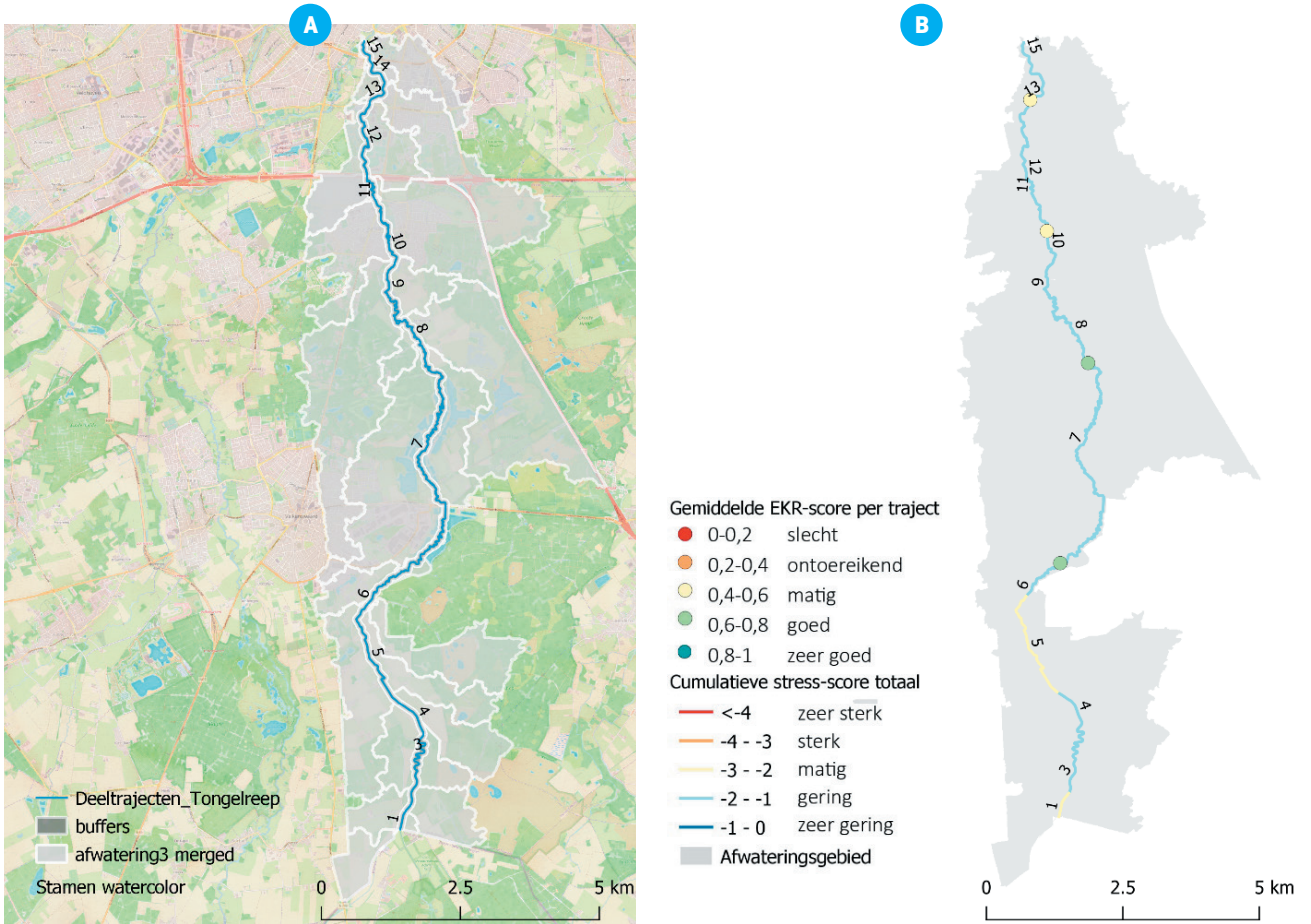 A
15
14
13
12
11
10
9
8
7
6
5
4
3
1
Deeltrajecten_Tongelreep
buffers
afwatering3 merged
Stamen watercolor
0 2.5 5 km
B
15
13
12
11
10
9
8
7
6
5
4
3
1
Gemiddelde EKR-score per traject
0-0,2 slecht
0,2-0,4 ontoereikend
0,4-0,6 matig
0,6-0,8 goed
0,8-1 zeer goed
Cumulatieve stress-score totaal
<-4 zeer sterk
-4 - -3 sterk
-3 - -2 matig
-2 - -1 gering
-1 - 0 zeer gering
Afwateringsgebied
0 2.5 5 km